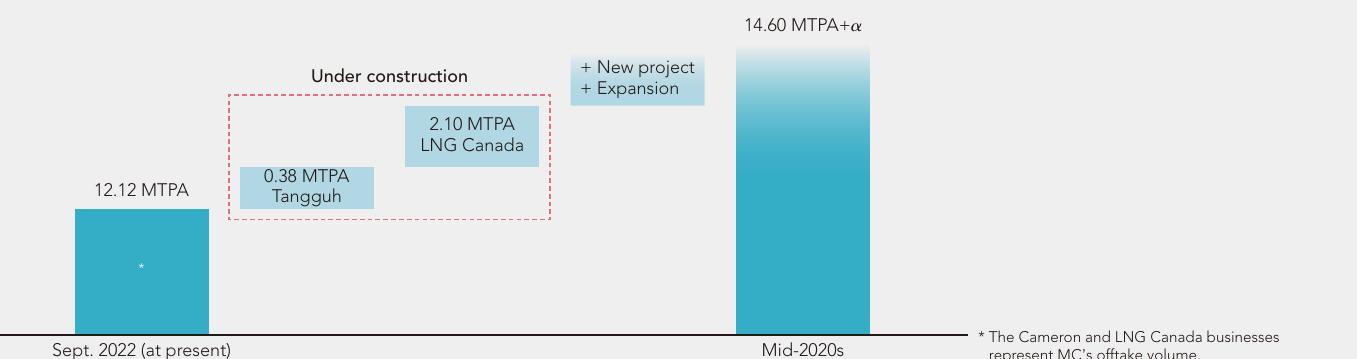 14.60 MTPA+α
+ New project
+ Expansion
Under construction
2.10 MTPA
LNG Canada
0.38 MTPA
Tangguh
12.12 MTPA
*
Sept. 2022 (at present)
Mid-2020s
* The Cameron and LNG Canada businesses
represent MC's offtake volume.